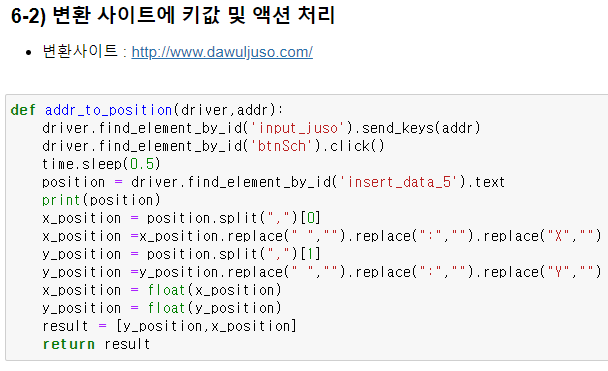 6-2) 변환 사이트에 키값 및 액션 처리
• 변환사이트 : http://www.dawuljuso.com/
def addr_to_position(driver,addr):
    driver.find_element_by_id('input_juso').send_keys(addr)
    driver.find_element_by_id('btnSch').click()
    time.sleep(0.5)
    position = driver.find_element_by_id('insert_data_5').text
    print(position)
    x_position = position.split(",")[0]
    x_position =x_position.replace(" ","").replace(":","").replace("X","")
    y_position = position.split(",")[1]
    y_position =y_position.replace(" ","").replace(":","").replace("Y","")
    x_position = float(x_position)
    y_position = float(y_position)
    result = [y_position,x_position]
    return result